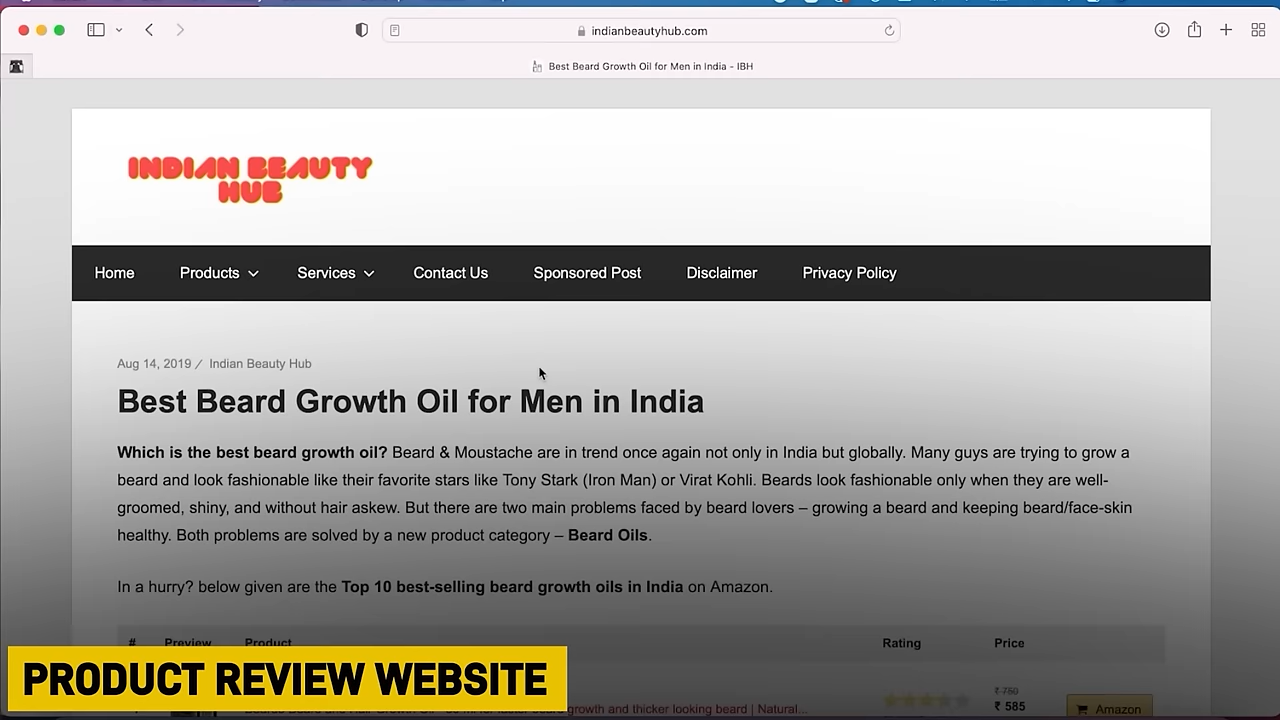 indianbeautyhub.com
Best Beard Growth Oil for Men in India - IBH
INDIAN BEAUTY
HUB
Home Products Services Contact Us Sponsored Post Disclaimer Privacy Policy
Aug 14, 2019 / Indian Beauty Hub
Best Beard Growth Oil for Men in India
Which is the best beard growth oil? Beard & Moustache are in trend once again not only in India but globally. Many guys are trying to grow a
beard and look fashionable like their favorite stars like Tony Stark (Iron Man) or Virat Kohli. Beards look fashionable only when they are well-
groomed, shiny, and without hair askew. But there are two main problems faced by beard lovers – growing a beard and keeping beard/face-skin
healthy. Both problems are solved by a new product category – Beard Oils.
In a hurry? below given are the Top 10 best-selling beard growth oils in India on Amazon.
# Preview Product Rating Price
PRODUCT REVIEW WEBSITE
₹ 750
growth and thicker looking beard | Natural...
₹ 585
Amazon